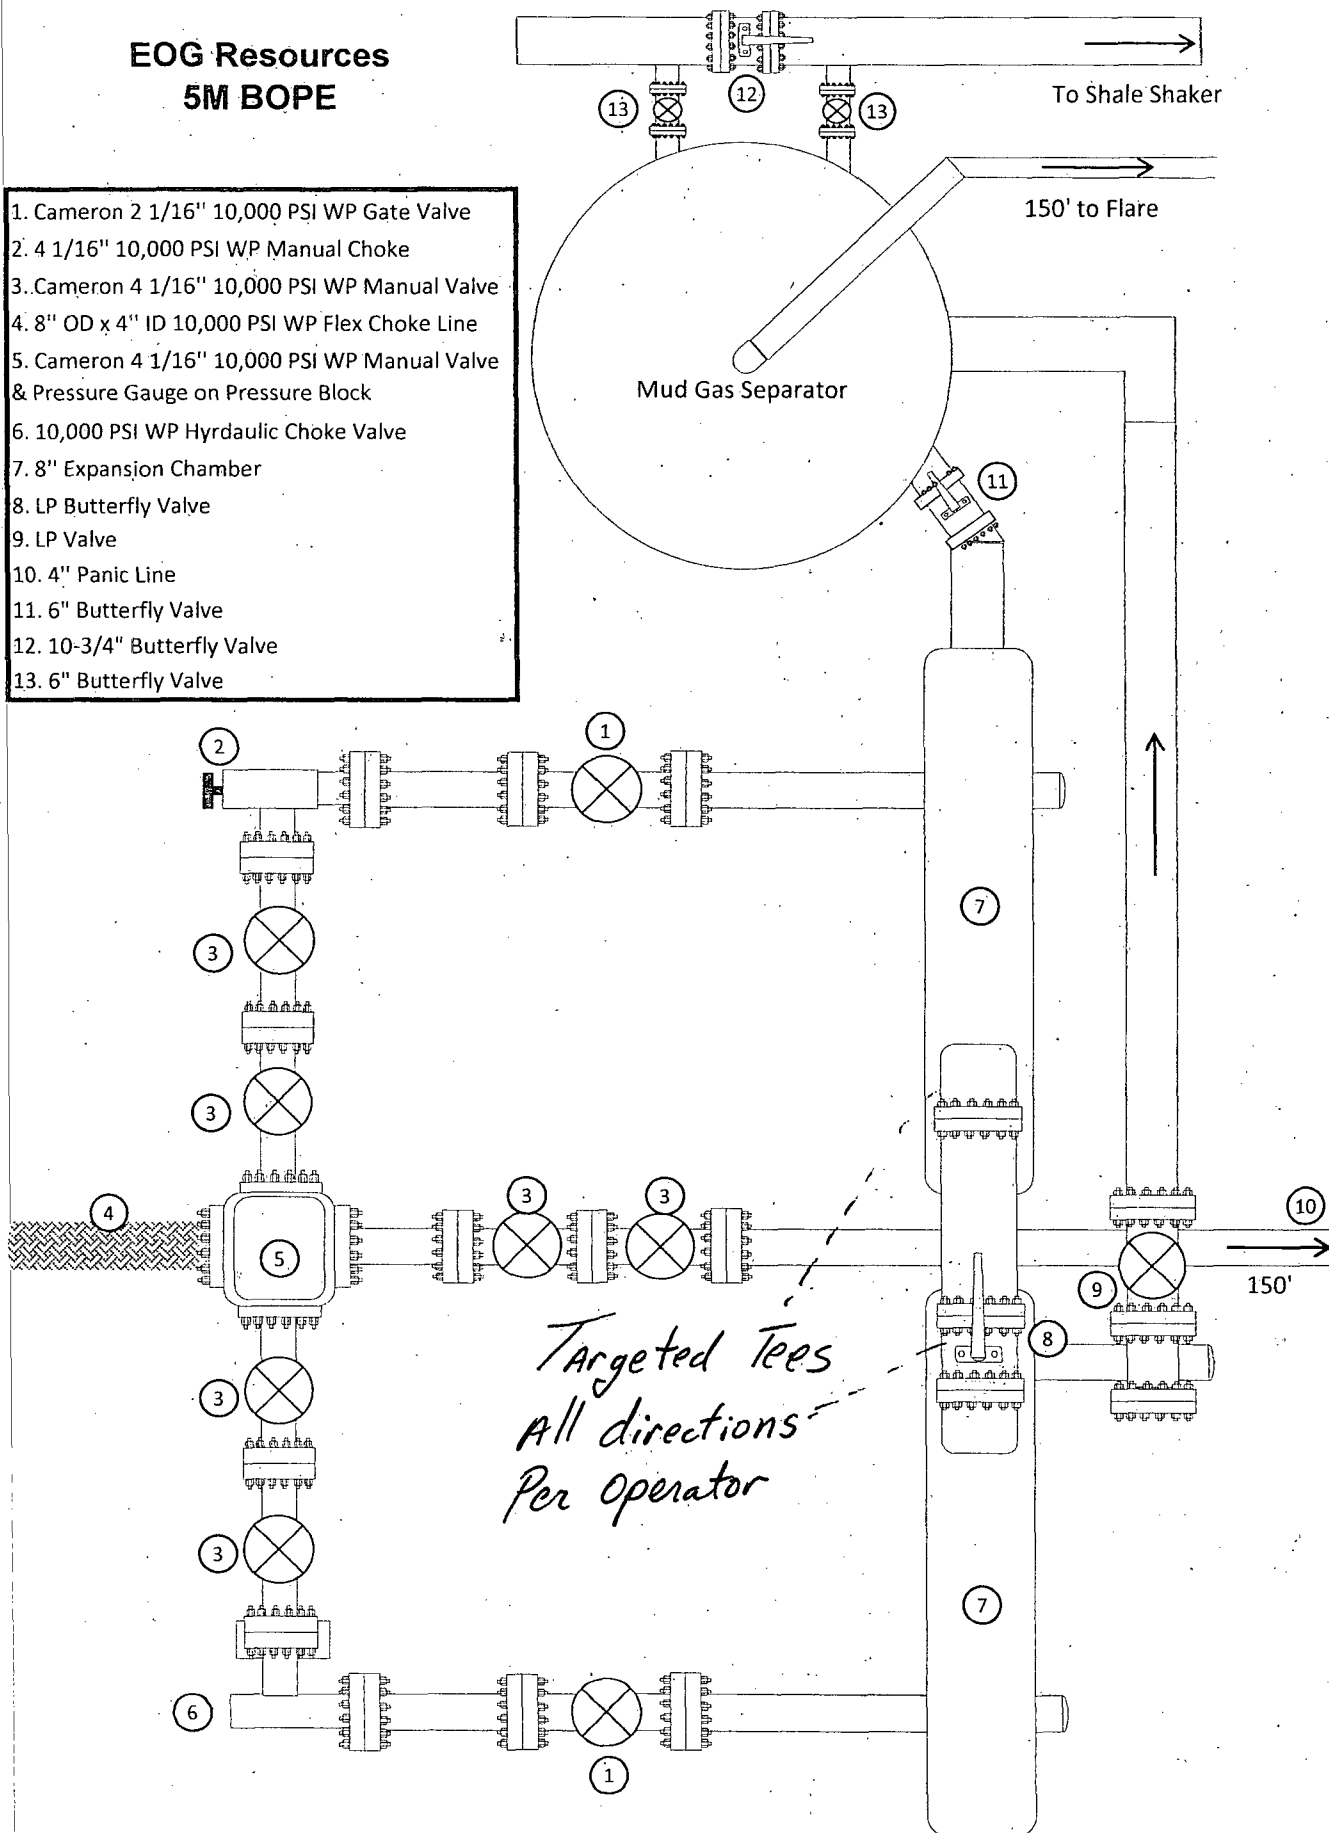 EOG Resources
5M BOPE
1. Cameron 2 1/16" 10,000 PSI WP Gate Valve
2. 4 1/16" 10,000 PSI WP Manual Choke
3. Cameron 4 1/16" 10,000 PSI WP Manual Valve
4. 8" OD x 4" ID 10,000 PSI WP Flex Choke Line
5. Cameron 4 1/16" 10,000 PSI WP Manual Valve
& Pressure Gauge on Pressure Block
6. 10,000 PSI WP Hyrdaulic Choke Valve
7. 8" Expansion Chamber
8. LP Butterfly Valve
9. LP Valve
10. 4" Panic Line
11. 6" Butterfly Valve
12. 10-3/4" Butterfly Valve
13. 6" Butterfly Valve
12
13
13
To Shale Shaker
150' to Flare
Mud Gas Separator
11
1
2
3
7
3
3
3
10
4
5
9
150'
8
Targeted Tees
All directions
Per Operator
3
3
7
6
1